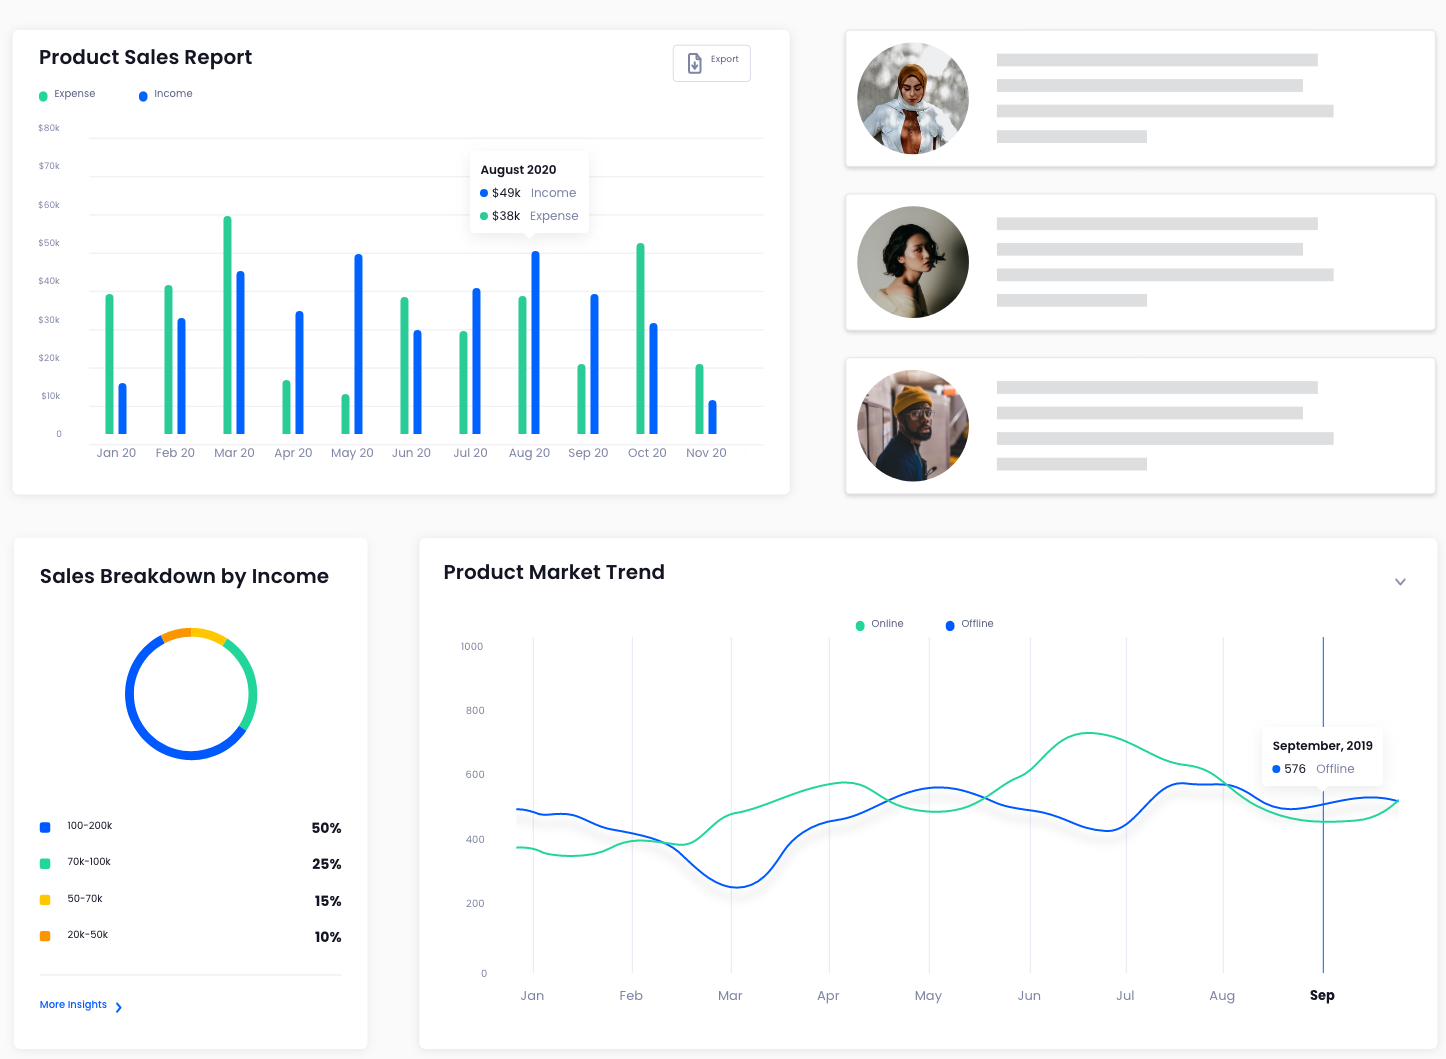 Product Sales Report
Export
Expense Income
$80k
$70k
$60k
$50k
$40k
$30k
$20k
$10k
0
August 2020
$49k Income
$38k Expense
Jan 20 Feb 20 Mar 20 Apr 20 May 20 Jun 20 Jul 20 Aug 20 Sep 20 Oct 20 Nov 20
Sales Breakdown by Income
100-200k 50%
70k-100k 25%
50-70k 15%
20k-50k 10%
More Insights
Product Market Trend
Online Offline
1000
800
600
400
200
0
September, 2019
576 Offline
Jan Feb Mar Apr May Jun Jul Aug Sep